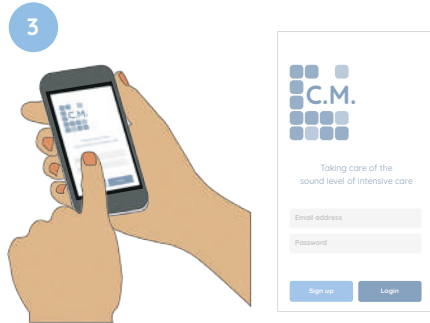 3
C.M.
C.M.
Taking care of the
sound level of intensive care
Email address
Password
Sign up
Login